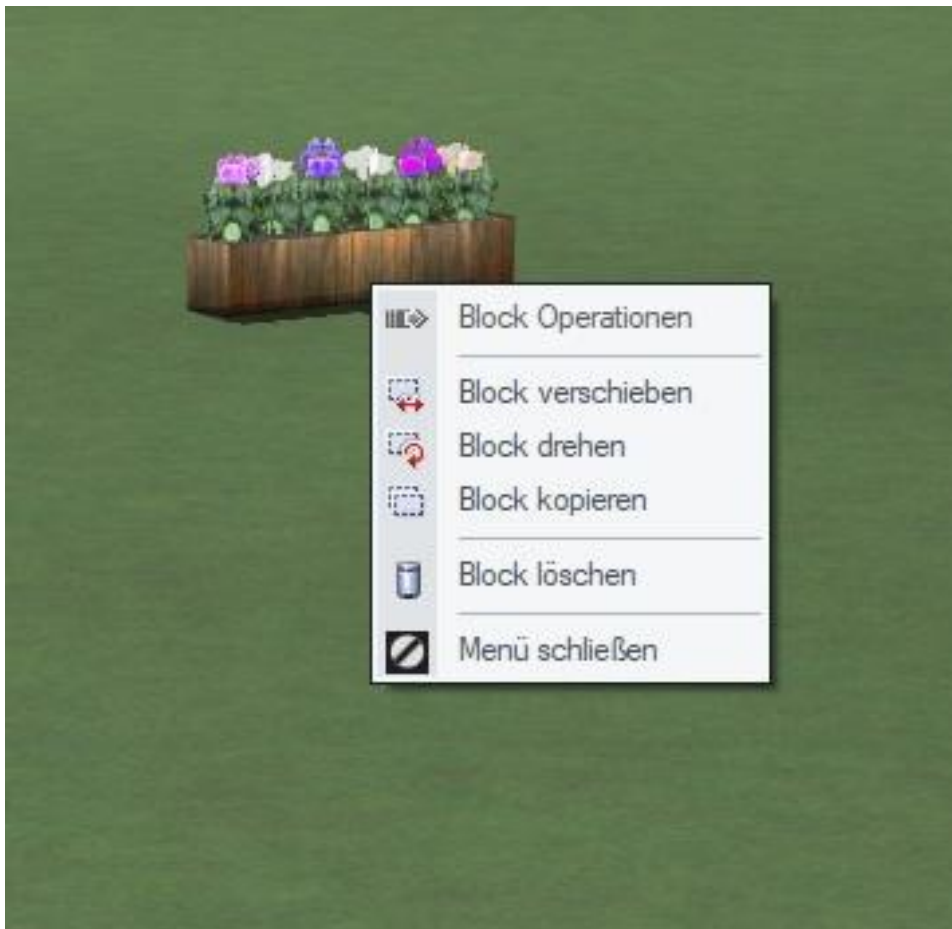 Block Operationen
Block verschieben
Block drehen
Block kopieren
Block löschen
Menü schließen